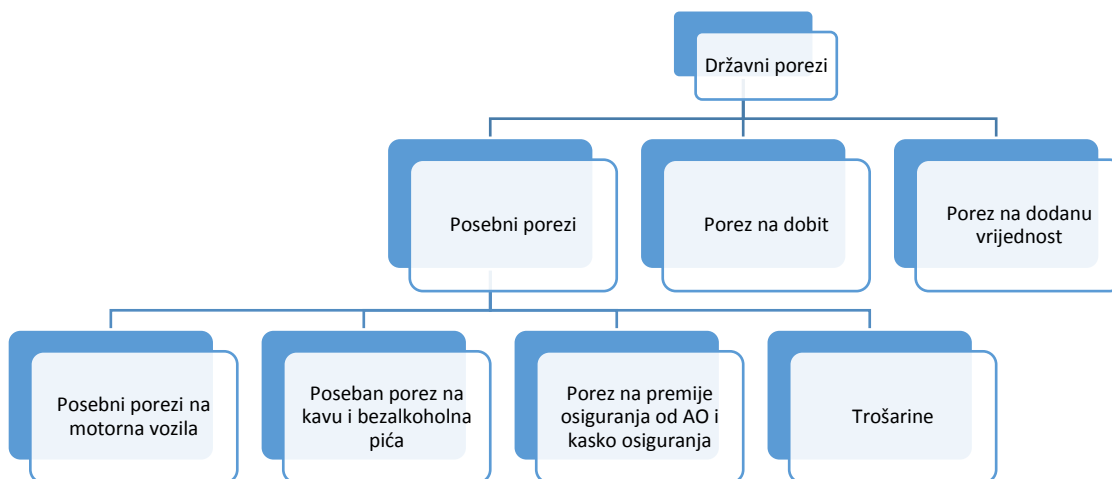 Državni porezi
Posebni porezi
Porez na dobit
Porez na dodanu
vrijednost
Posebni porezi na
motorna vozila
Poseban porez na
kavu i bezalkoholna
pića
Porez na premije
osiguranja od AO i
kasko osiguranja
Trošarine